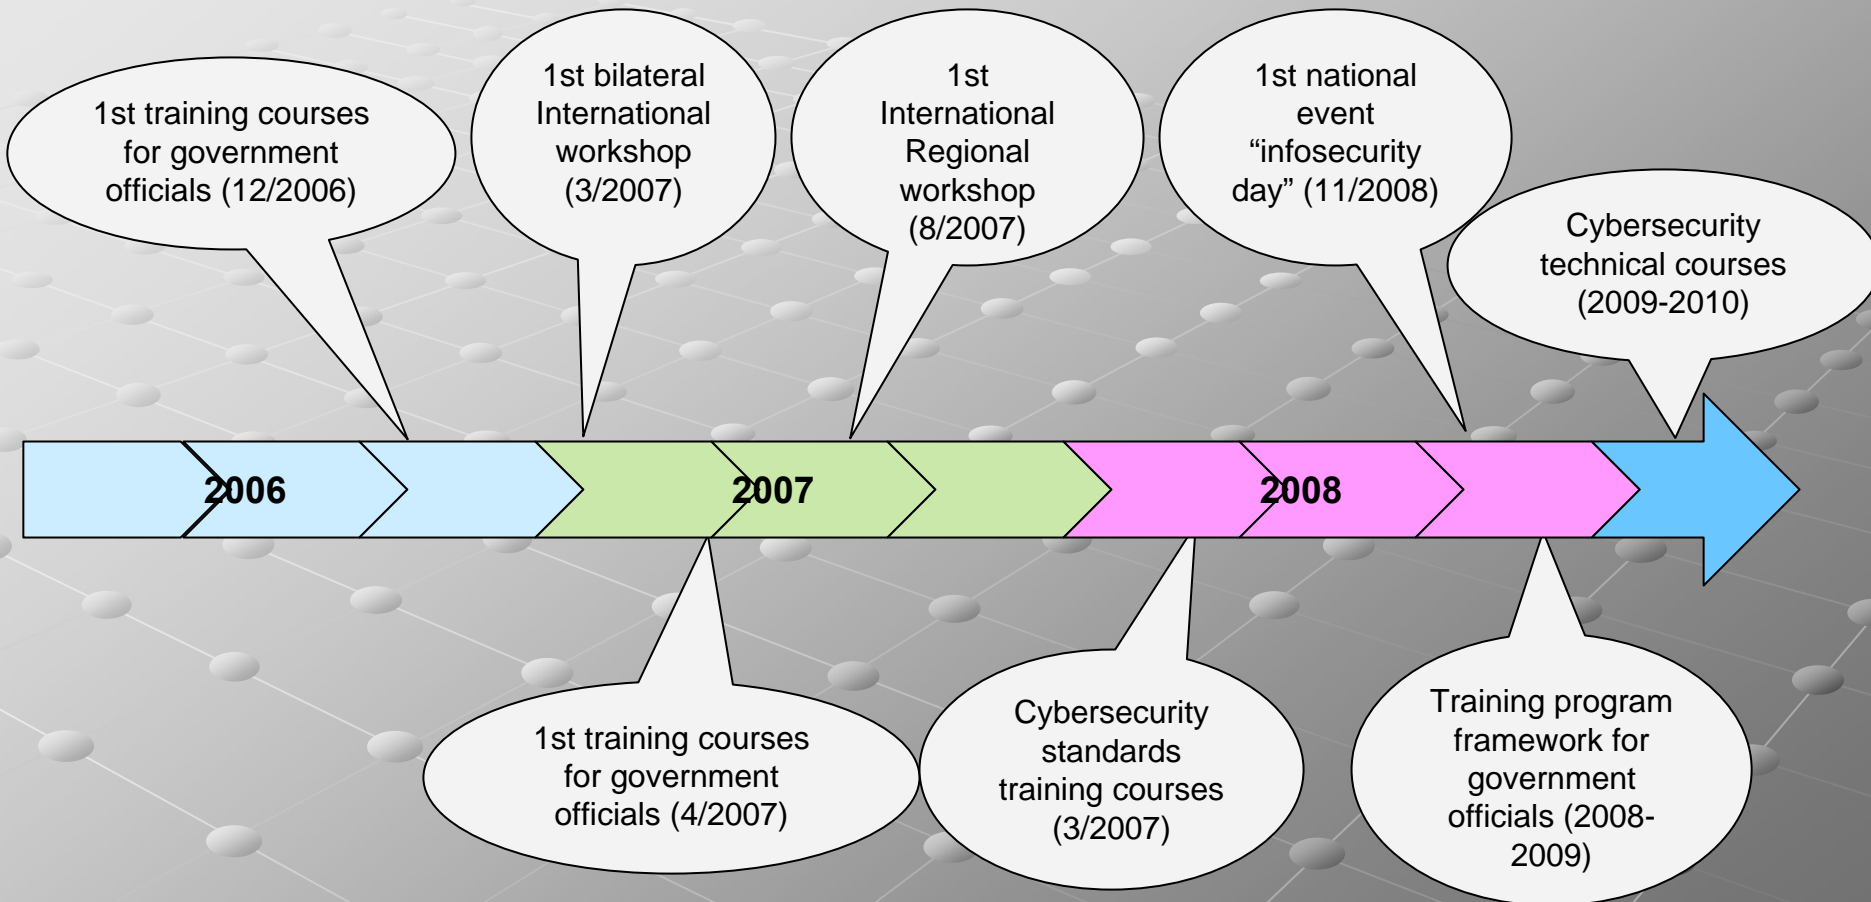 1st training courses
for government
officials (12/2006)
1st bilateral
International
workshop
(3/2007)
1st
International
Regional
workshop
(8/2007)
1st national
event
“infosecurity
day” (11/2008)
Cybersecurity
technical courses
(2009-2010)
2006
2007
2008
1st training courses
for government
officials (4/2007)
Cybersecurity
standards
training courses
(3/2007)
Training program
framework for
government
officials (2008-
2009)